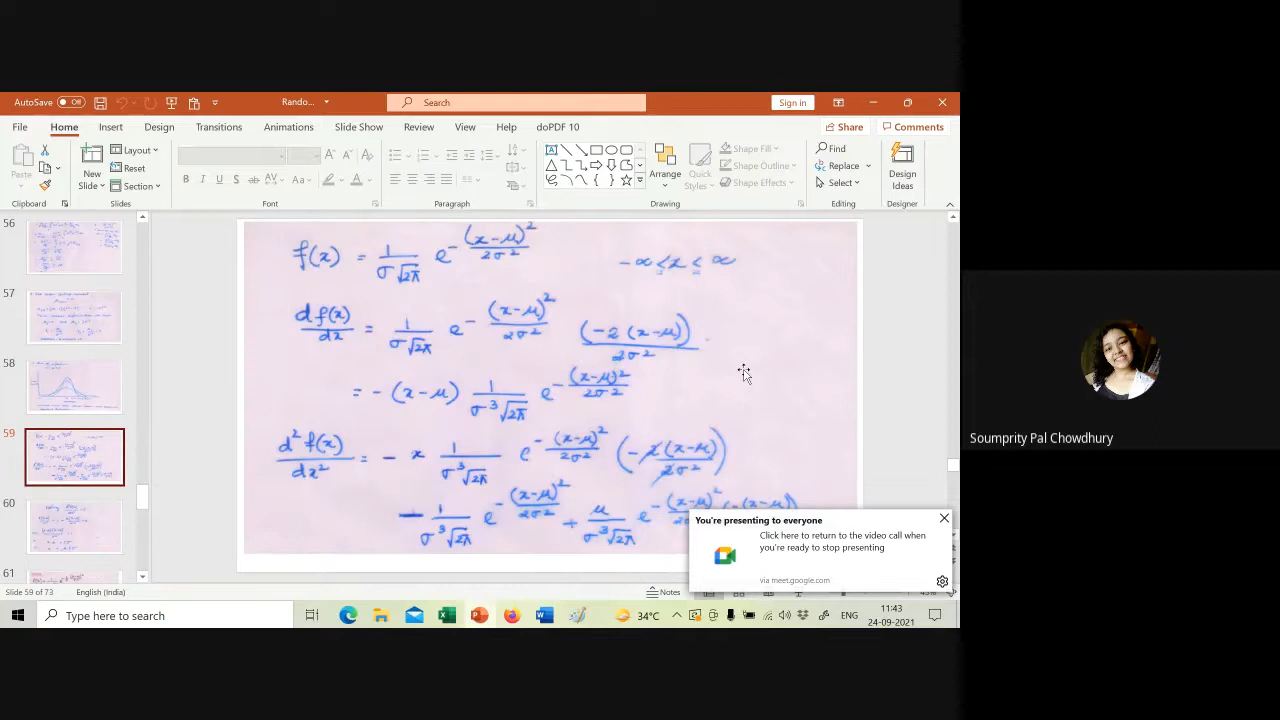 AutoSave Off Rando... Search Sign in
File Home Insert Design Transitions Animations Slide Show Review View Help doPDF 10 Share Comments
Paste New Slide Layout Reset Section
B I U S ab AV Aa A A A A
Arrange Quick Styles Shape Fill Shape Outline Shape Effects
Find Replace Select Design Ideas
Clipboard Slides Font Paragraph Drawing Editing Designer
56
57
58
59
60
61
f(x) = 1/(σ√2π) e^-(x-μ)²/2σ² -∞ ≤ x ≤ ∞
df(x)/dx = 1/(σ√2π) e^-(x-μ)²/2σ² (-2(x-μ))/2σ²
= -(x-μ) 1/(σ³√2π) e^-(x-μ)²/2σ²
d²f(x)/dx² = - x 1/(σ³√2π) e^-(x-μ)²/2σ² (-2(x-μ)/2σ²)
- 1/(σ³√2π) e^-(x-μ)²/2σ² + μ/(σ³√2π) e^-(x-μ)²
You're presenting to everyone
Click here to return to the video call when
you're ready to stop presenting
via meet.google.com
Soumprity Pal Chowdhury
Slide 59 of 73 English (India) Notes
Type here to search 34°C ENG 11:43
24-09-2021